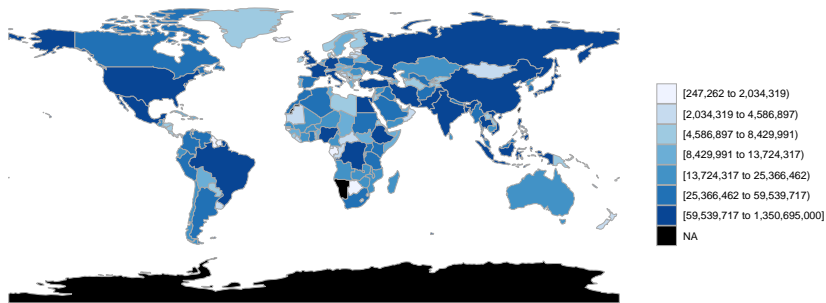 [247,262 to 2,034,319)
[2,034,319 to 4,586,897)
[4,586,897 to 8,429,991)
[8,429,991 to 13,724,317)
[13,724,317 to 25,366,462)
[25,366,462 to 59,539,717)
[59,539,717 to 1,350,695,000]
NA